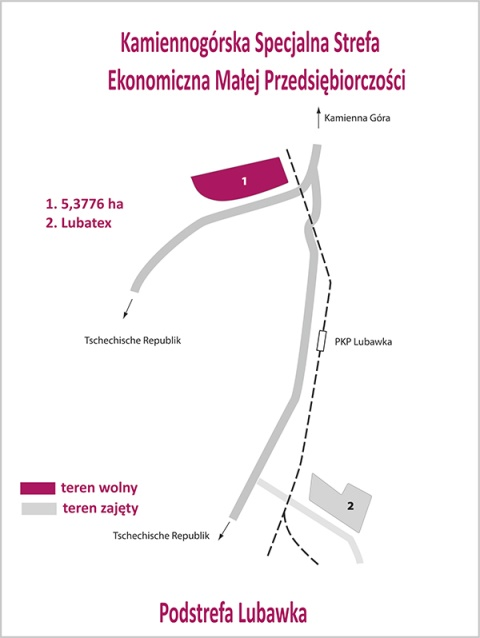 Kamiennogórska Specjalna Strefa
Ekonomiczna Małej Przedsiębiorczości
Kamienna Góra
1
1. 5,3776 ha
2. Lubatex
Tschechische Republik
PKP Lubawka
teren wolny
teren zajęty
2
Tschechische Republik
Podstrefa Lubawka